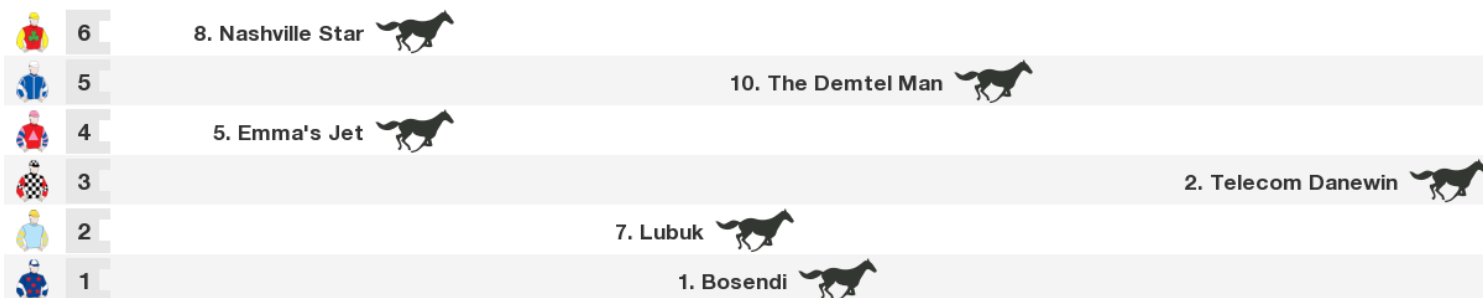 6 8. Nashville Star
5 10. The Demtel Man
4 5. Emma's Jet
3 2. Telecom Danewin
2 7. Lubuk
1 1. Bosendi